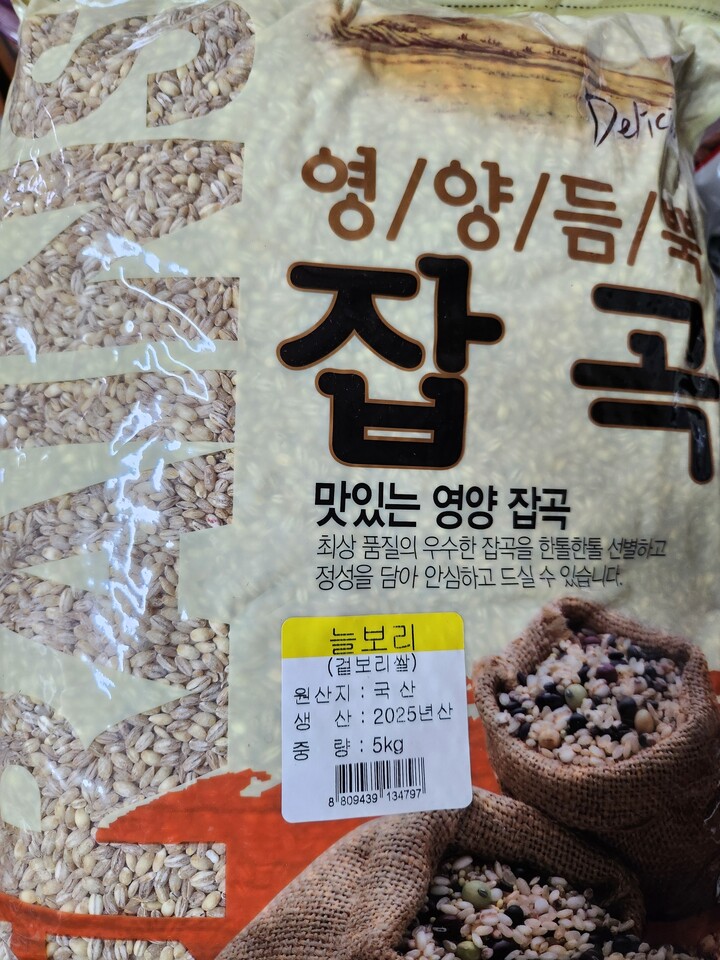 GRAINS
Delici
영/양/듬/뿍
잡곡
맛있는 영양 잡곡
최상 품질의 우수한 잡곡을 한톨한톨 선별하고
정성을 담아 안심하고 드실 수 있습니다.
늘보리
(겉보리쌀)
원산지 : 국 산
생 산 : 2025년산
중 량 : 5kg
8 809439 134797